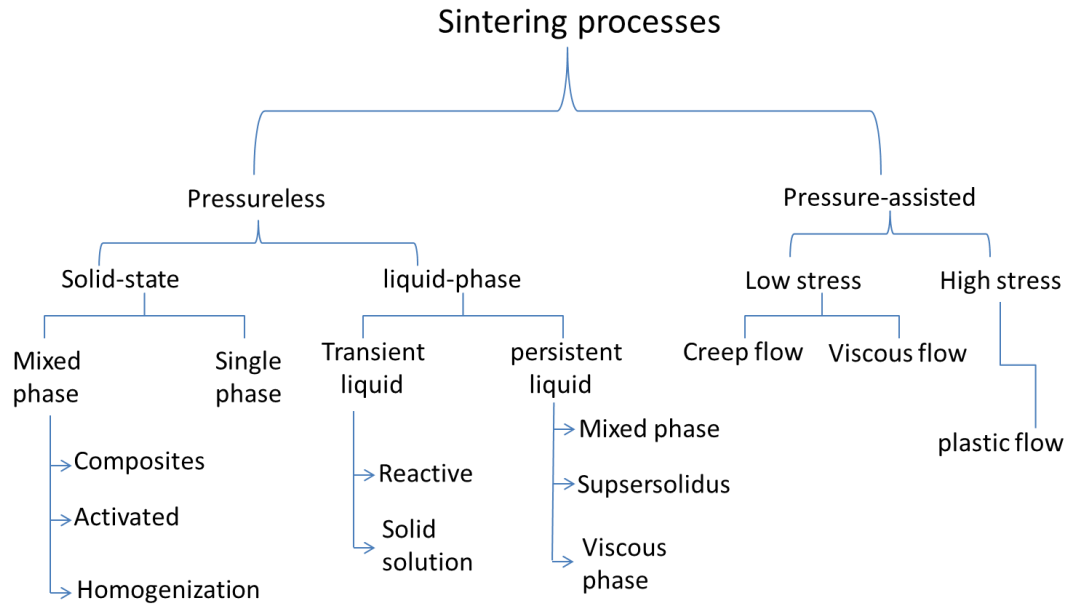 Sintering processes
Pressureless
Pressure-assisted
Solid-state
liquid-phase
Low stress
High stress
Mixed
phase
Single
phase
Transient
liquid
persistent
liquid
Creep flow
Viscous flow
plastic flow
Composites
Activated
Homogenization
Reactive
Solid
solution
Mixed phase
Supsersolidus
Viscous
phase